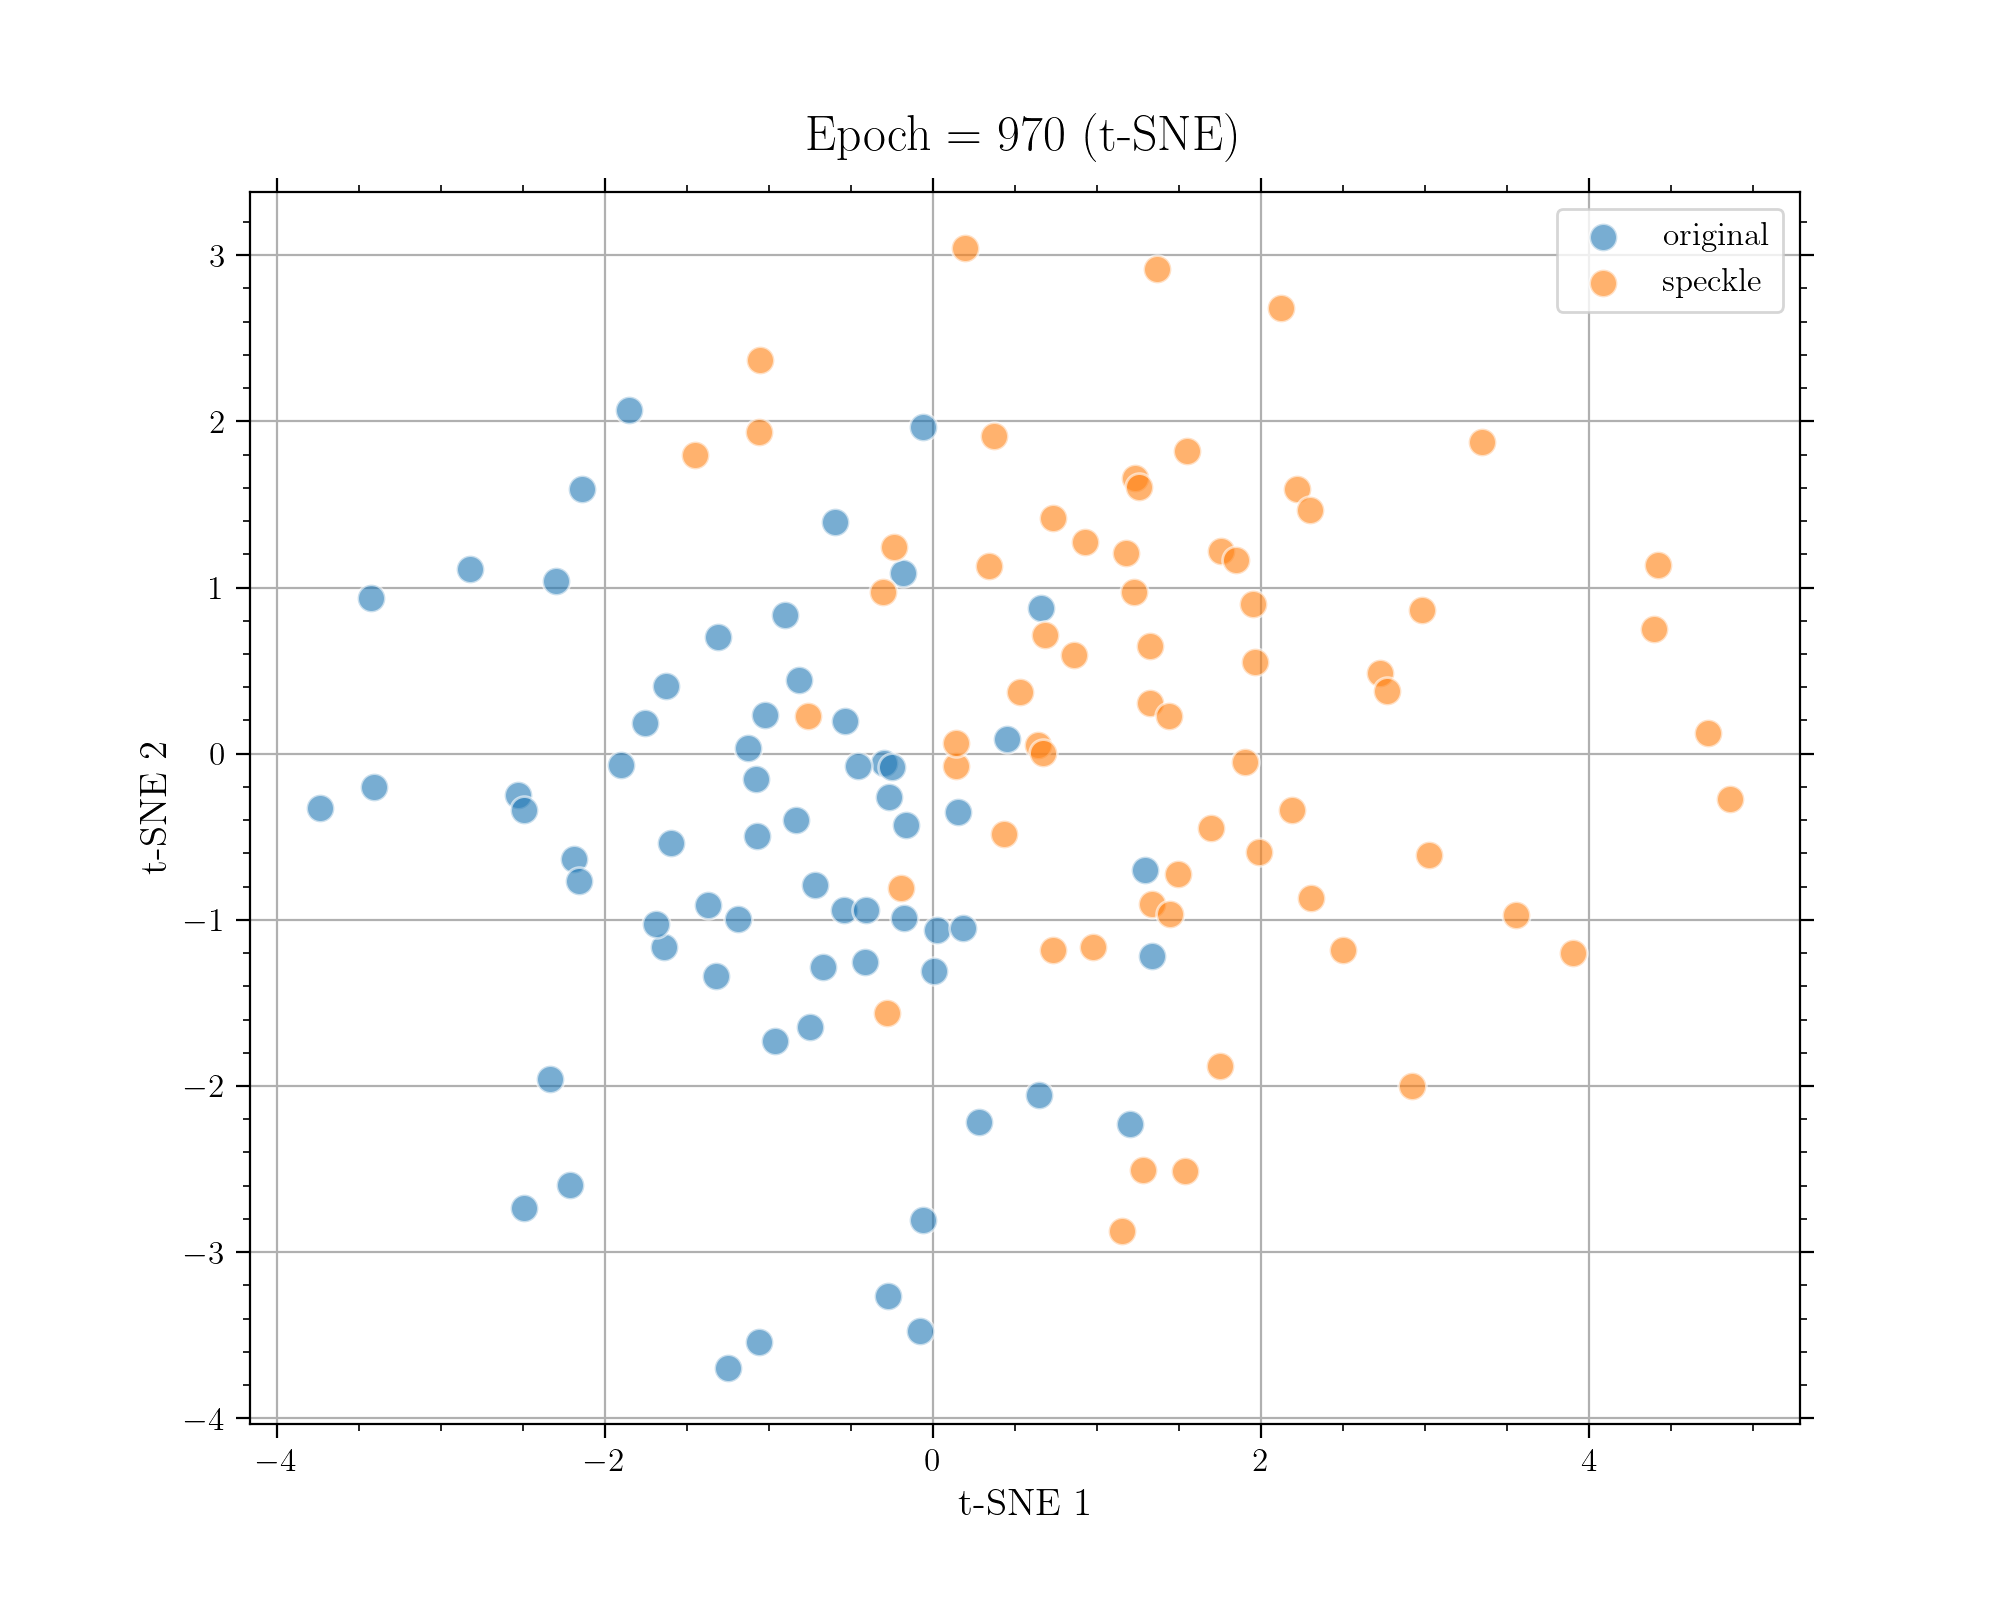 Epoch = 970 (t-SNE)
original
speckle
3
2
1
0
−1
−2
−3
−4
t-SNE 2
−4 −2 0 2 4
t-SNE 1